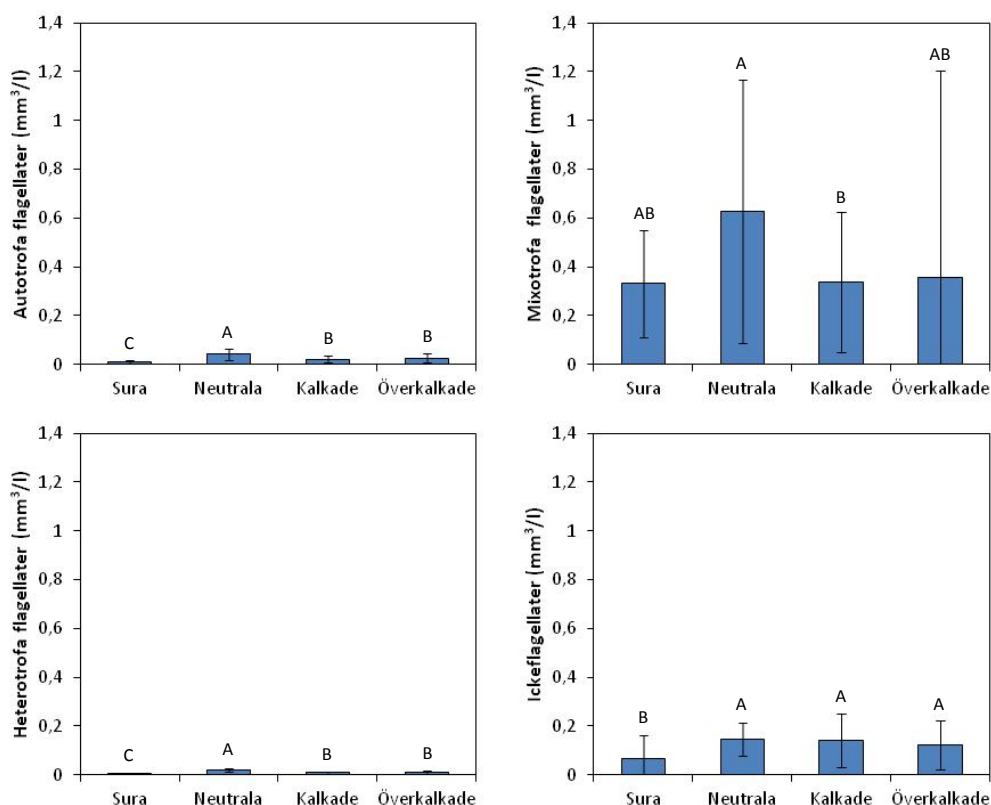 Autotrofa flagellater (mm³/l)
1,4
1,2
1
0,8
0,6
0,4
0,2
0
C
A
B
B
Sura Neutrala Kalkade Överkalkade
Mixotrofa flagellater (mm³/l)
1,4
1,2
1
0,8
0,6
0,4
0,2
0
AB
A
B
AB
Sura Neutrala Kalkade Överkalkade
Heterotrofa flagellater (mm³/l)
1,4
1,2
1
0,8
0,6
0,4
0,2
0
C
A
B
B
Sura Neutrala Kalkade Överkalkade
Ickeflagellater (mm³/l)
1,4
1,2
1
0,8
0,6
0,4
0,2
0
B
A
A
A
Sura Neutrala Kalkade Överkalkade